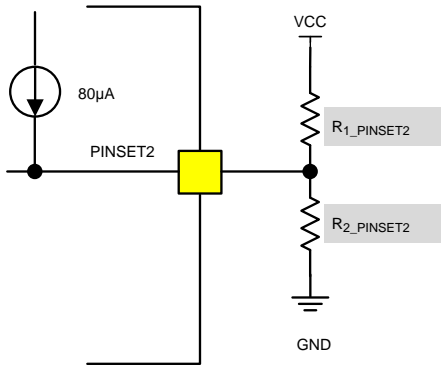 VCC
80µA
R1_PINSET2
PINSET2
R2_PINSET2
GND